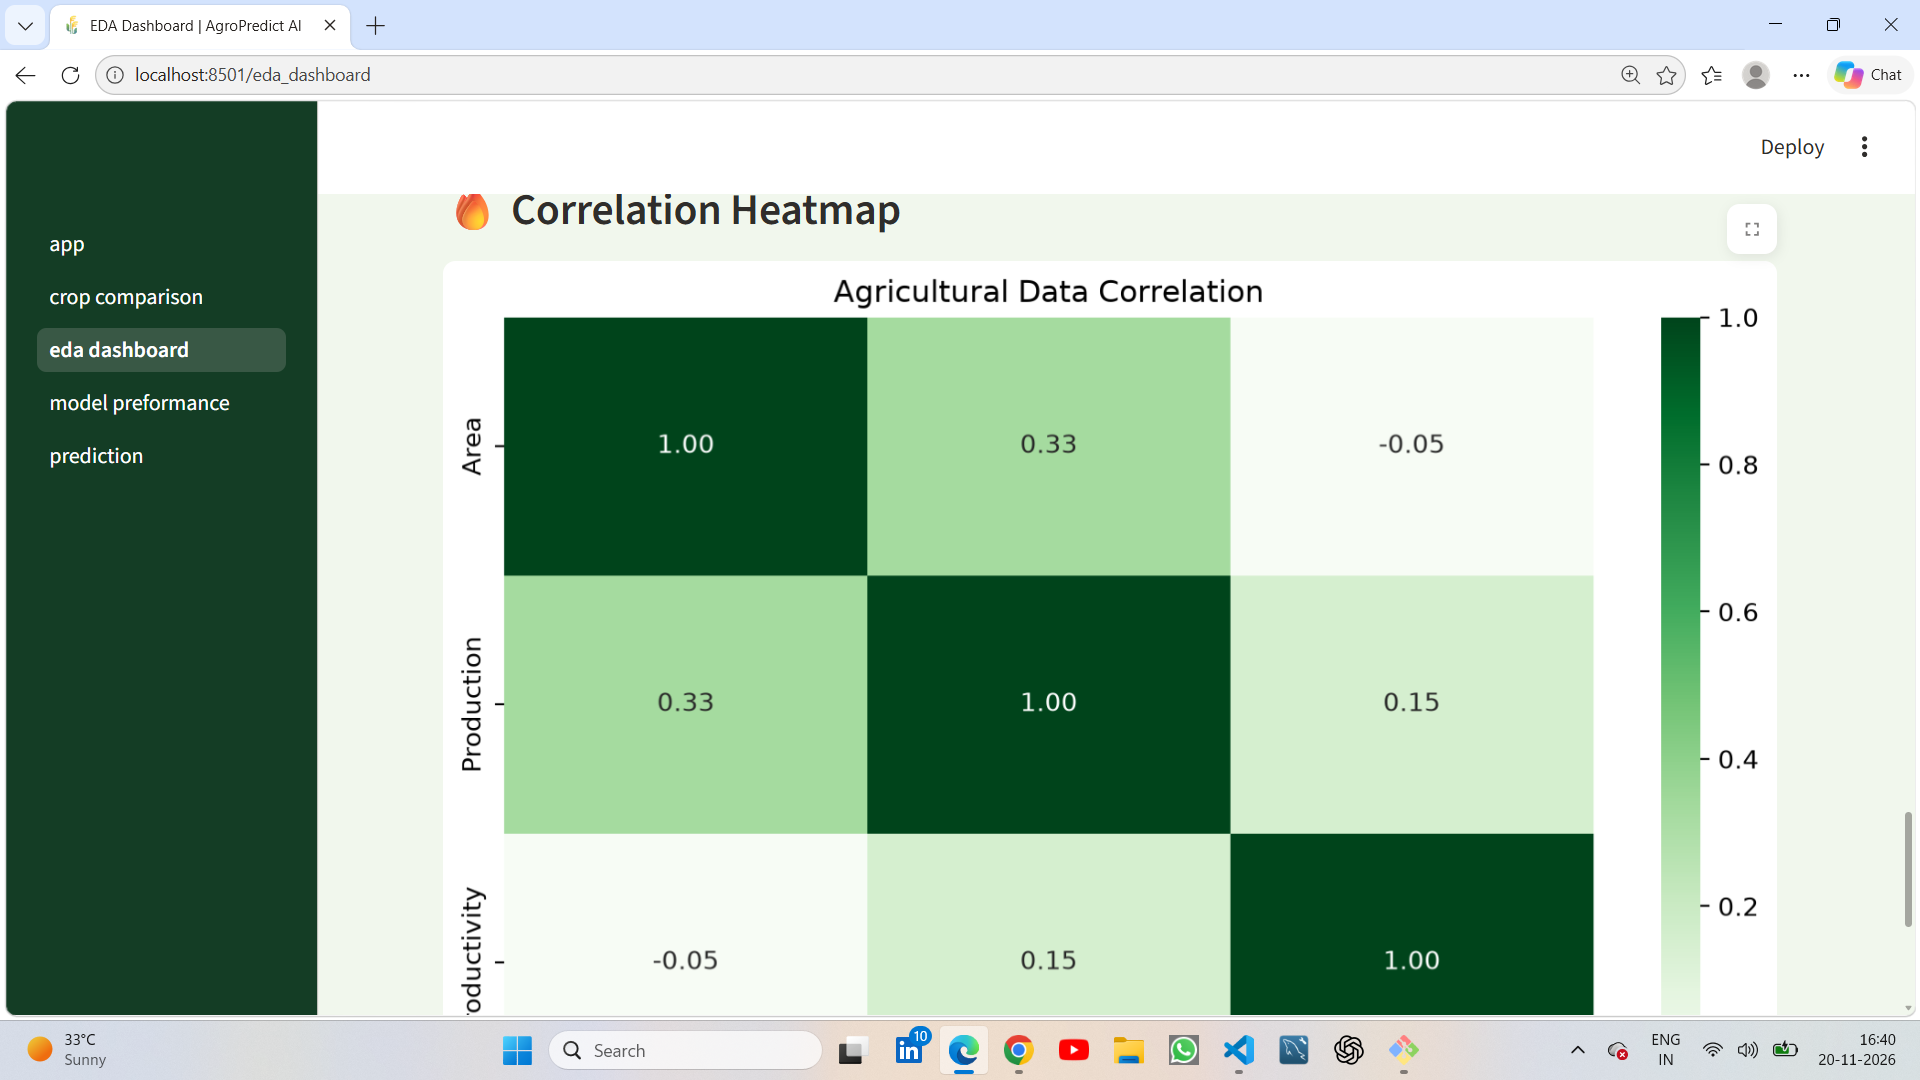 EDA Dashboard | AgroPredict AI
localhost:8501/eda_dashboard
Chat
Deploy
app
crop comparison
eda dashboard
model preformance
prediction
Correlation Heatmap
Agricultural Data Correlation
Area
1.00 0.33 -0.05
Production
0.33 1.00 0.15
oductivity
-0.05 0.15 1.00
1.0
0.8
0.6
0.4
0.2
33°C
Sunny
Search
10
ENG
IN
16:40
20-11-2026